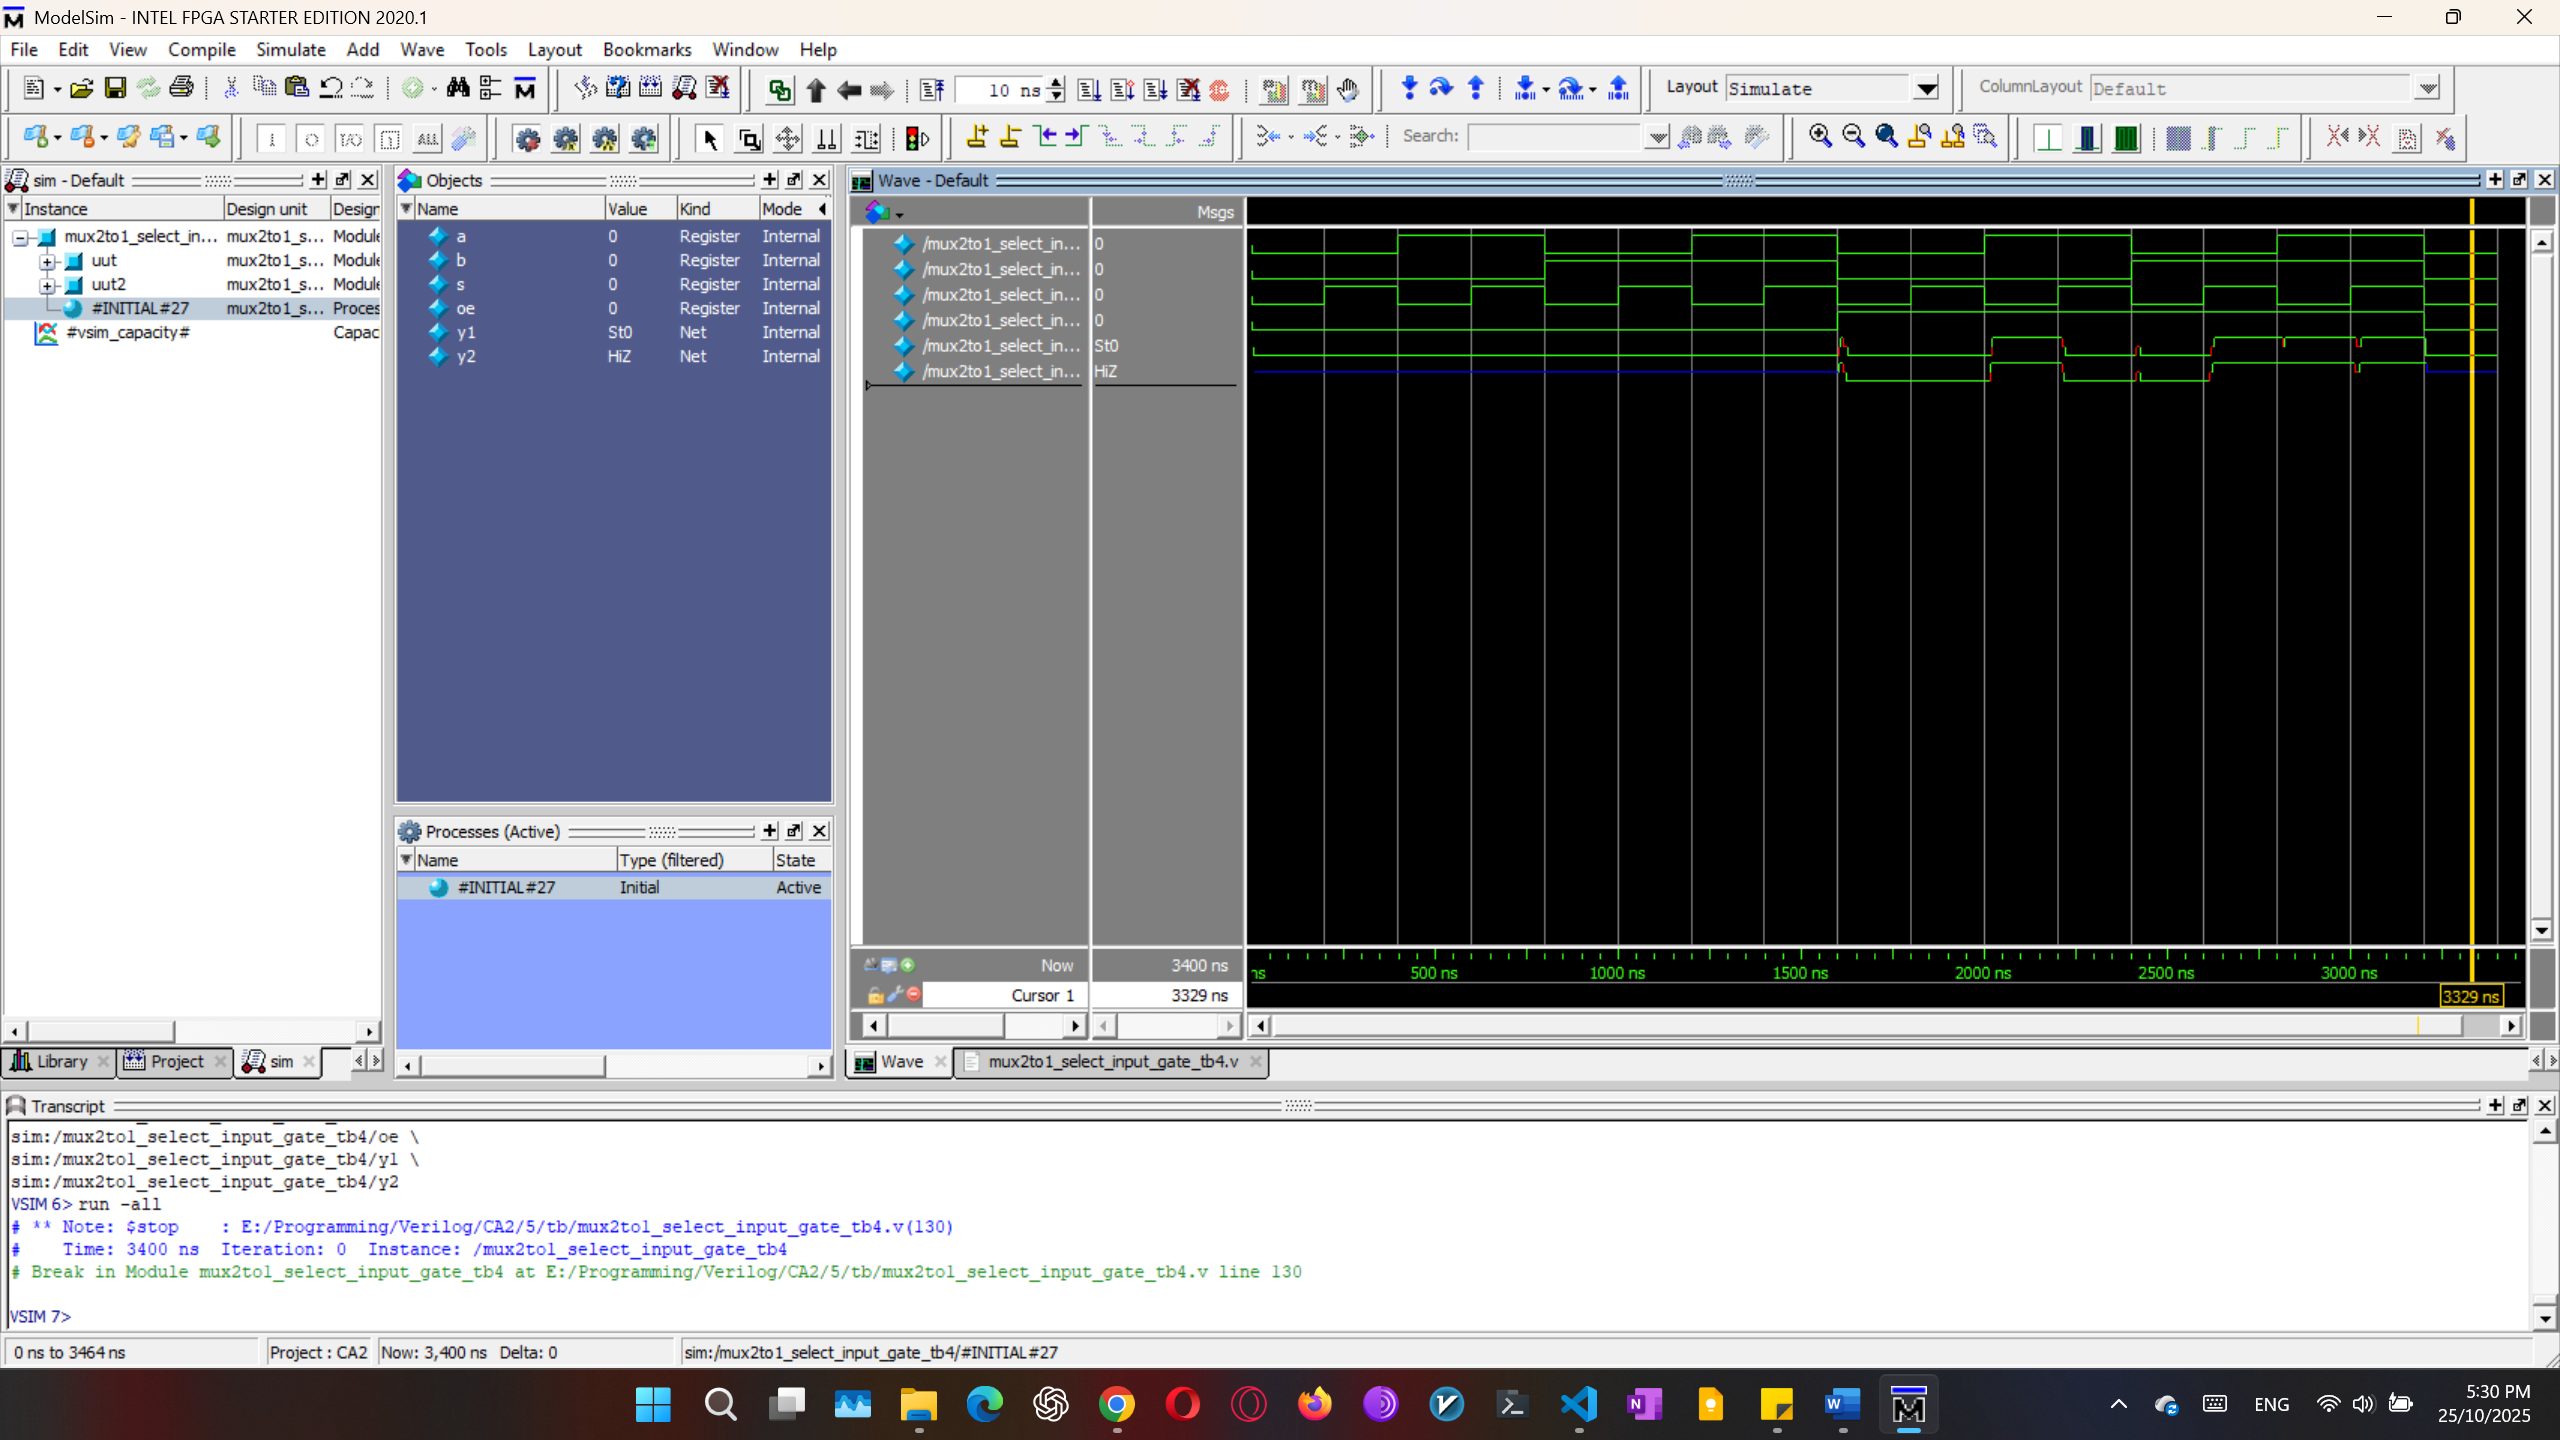 ModelSim - INTEL FPGA STARTER EDITION 2020.1
File Edit View Compile Simulate Add Wave Tools Layout Bookmarks Window Help
10 ns
Layout Simulate
ColumnLayout Default
ALL
Search:
sim - Default
Instance Design unit Design
mux2to1_select_in... mux2to1_s... Module
uut mux2to1_s... Module
uut2 mux2to1_s... Module
#INITIAL#27 mux2to1_s... Proces
#vsim_capacity# Capac
Objects
Name Value Kind Mode
a 0 Register Internal
b 0 Register Internal
s 0 Register Internal
oe 0 Register Internal
y1 St0 Net Internal
y2 HiZ Net Internal
Processes (Active)
Name Type (filtered) State
#INITIAL#27 Initial Active
Wave - Default
Msgs
/mux2to1_select_in... 0
/mux2to1_select_in... 0
/mux2to1_select_in... 0
/mux2to1_select_in... 0
/mux2to1_select_in... St0
/mux2to1_select_in... HiZ
Now 3400 ns
ns 500 ns 1000 ns 1500 ns 2000 ns 2500 ns 3000 ns
Cursor 1 3329 ns
3329 ns
Library Project sim
Wave mux2to1_select_input_gate_tb4.v
Transcript
sim:/mux2to1_select_input_gate_tb4/oe \
sim:/mux2to1_select_input_gate_tb4/y1 \
sim:/mux2to1_select_input_gate_tb4/y2
VSIM 6> run -all
# ** Note: $stop : E:/Programming/Verilog/CA2/5/tb/mux2to1_select_input_gate_tb4.v(130)
# Time: 3400 ns Iteration: 0 Instance: /mux2to1_select_input_gate_tb4
# Break in Module mux2to1_select_input_gate_tb4 at E:/Programming/Verilog/CA2/5/tb/mux2to1_select_input_gate_tb4.v line 130
VSIM 7>
0 ns to 3464 ns Project : CA2 Now: 3,400 ns Delta: 0 sim:/mux2to1_select_input_gate_tb4/#INITIAL#27
ENG
5:30 PM
25/10/2025